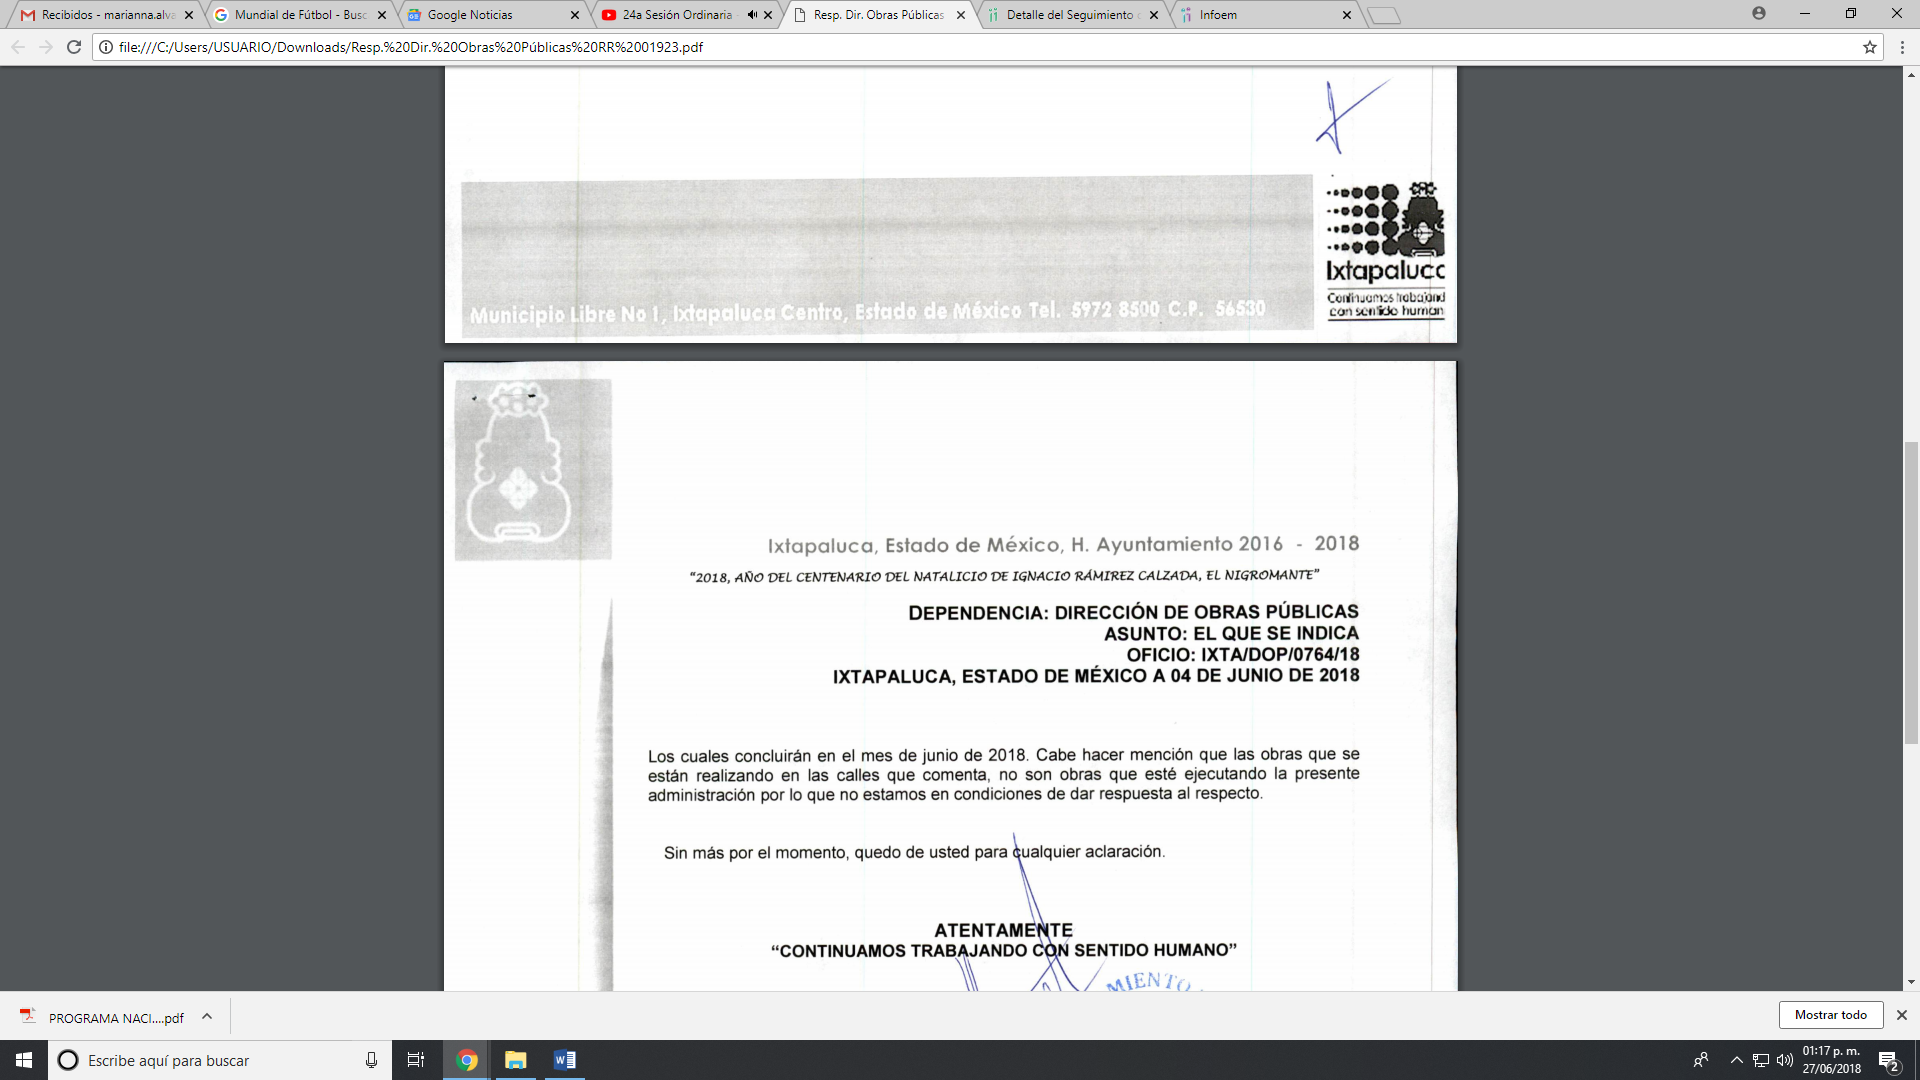 Recibidos - marianna.alva
Mundial de Fútbol - Busc
Google Noticias
24a Sesión Ordinaria
Resp. Dir. Obras Públicas
Detalle del Seguimiento
Infoem
file:///C:/Users/USUARIO/Downloads/Resp.%20Dir.%20Obras%20Públicas%20RR%2001923.pdf
Municipio Libre No 1, Ixtapaluca Centro, Estado de México Tel. 5972 8500 C.P. 56530
Ixtapaluca
Continuamos trabajand
con sentido human
Ixtapaluca, Estado de México, H. Ayuntamiento 2016 - 2018
“2018, AÑO DEL CENTENARIO DEL NATALICIO DE IGNACIO RÁMIREZ CALZADA, EL NIGROMANTE”
DEPENDENCIA: DIRECCIÓN DE OBRAS PÚBLICAS
ASUNTO: EL QUE SE INDICA
OFICIO: IXTA/DOP/0764/18
IXTAPALUCA, ESTADO DE MÉXICO A 04 DE JUNIO DE 2018
Los cuales concluirán en el mes de junio de 2018. Cabe hacer mención que las obras que se
están realizando en las calles que comenta, no son obras que esté ejecutando la presente
administración por lo que no estamos en condiciones de dar respuesta al respecto.
Sin más por el momento, quedo de usted para cualquier aclaración.
ATENTAMENTE
“CONTINUAMOS TRABAJANDO CON SENTIDO HUMANO”
MIENTO
PROGRAMA NACI....pdf
Mostrar todo
Escribe aquí para buscar
01:17 p. m.
27/06/2018
2